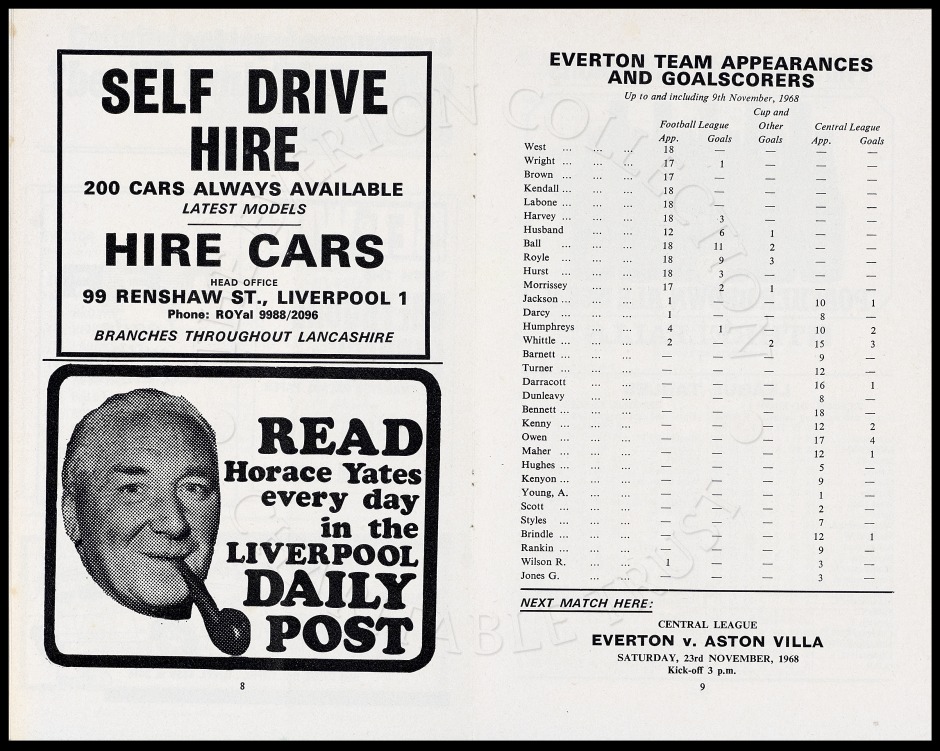 SELF DRIVE
HIRE
200 CARS ALWAYS AVAILABLE
LATEST MODELS
HIRE CARS
HEAD OFFICE
99 RENSHAW ST., LIVERPOOL 1
Phone: ROYal 9988/2096
BRANCHES THROUGHOUT LANCASHIRE
READ
Horace Yates
every day
in the
LIVERPOOL
DAILY
POST
8
EVERTON TEAM APPEARANCES
AND GOALSCORERS
Up to and including 9th November, 1968
Football League Cup and Other Central League
App. Goals Goals App. Goals
West ... ... ... 18 — — — —
Wright ... ... ... 17 1 — — —
Brown ... ... ... 17 — — — —
Kendall ... ... ... 18 — — — —
Labone ... ... ... 18 — — — —
Harvey ... ... ... 18 3 — — —
Husband ... ... 12 6 1 — —
Ball ... ... ... 18 11 2 — —
Royle ... ... ... 18 9 3 — —
Hurst ... ... ... 18 3 — — —
Morrissey ... ... 17 2 1 — —
Jackson ... ... ... 1 — — 10 1
Darcy ... ... ... 1 — — 8 —
Humphreys ... ... 4 1 — 10 2
Whittle ... ... ... 2 — 2 15 3
Barnett ... ... ... — — — 9 —
Turner ... ... ... — — — 12 —
Darracott ... ... — — — 16 1
Dunleavy ... ... — — — 8 —
Bennett ... ... ... — — — 18 —
Kenny ... ... ... — — — 12 2
Owen ... ... ... — — — 17 4
Maher ... ... ... — — — 12 1
Hughes ... ... ... — — — 5 —
Kenyon ... ... ... — — — 9 —
Young, A. ... ... — — — 1 —
Scott ... ... ... — — — 2 —
Styles ... ... ... — — — 7 —
Brindle ... ... ... — — — 12 1
Rankin ... ... ... — — — 9 —
Wilson R. ... ... 1 — — 3 —
Jones G. ... ... — — — 3 —
NEXT MATCH HERE:
CENTRAL LEAGUE
EVERTON v. ASTON VILLA
SATURDAY, 23rd NOVEMBER, 1968
Kick-off 3 p.m.
9